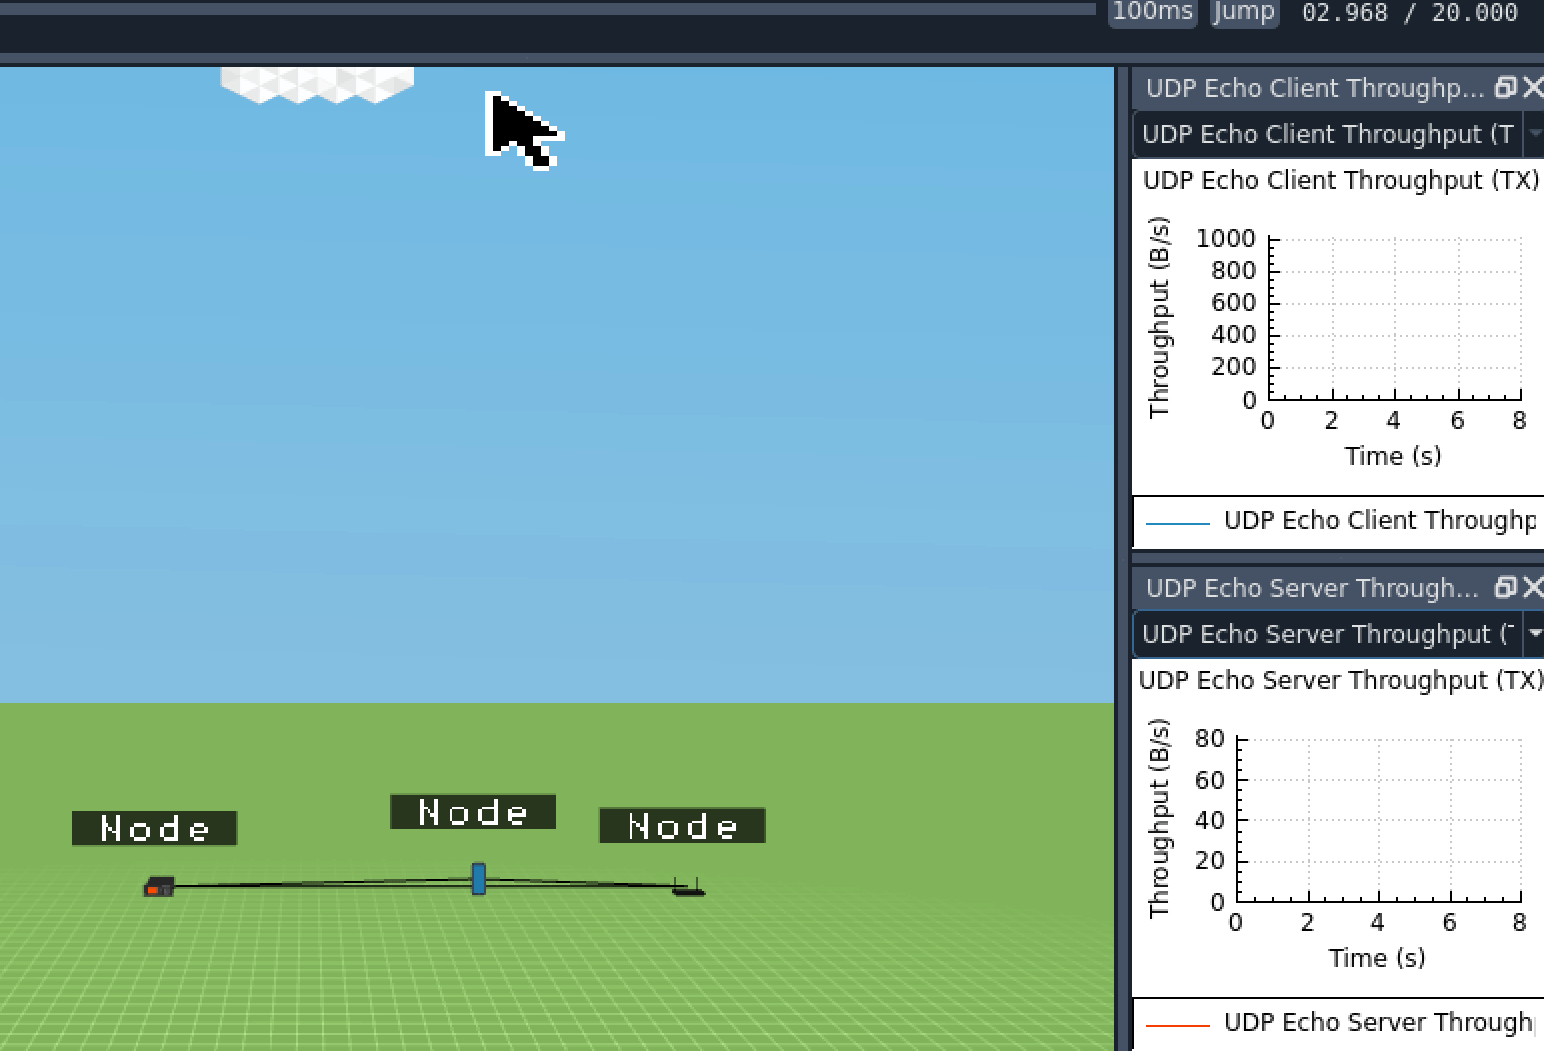 100ms Jump 02.968 / 20.000
UDP Echo Client Throughp...
UDP Echo Client Throughput (T
UDP Echo Client Throughput (TX)
Throughput (B/s)
1000
800
600
400
200
0
0 2 4 6 8
Time (s)
UDP Echo Client Throughp
UDP Echo Server Through...
UDP Echo Server Throughput (
UDP Echo Server Throughput (TX)
Throughput (B/s)
80
60
40
20
0
0 2 4 6 8
Time (s)
UDP Echo Server Through
Node
Node
Node